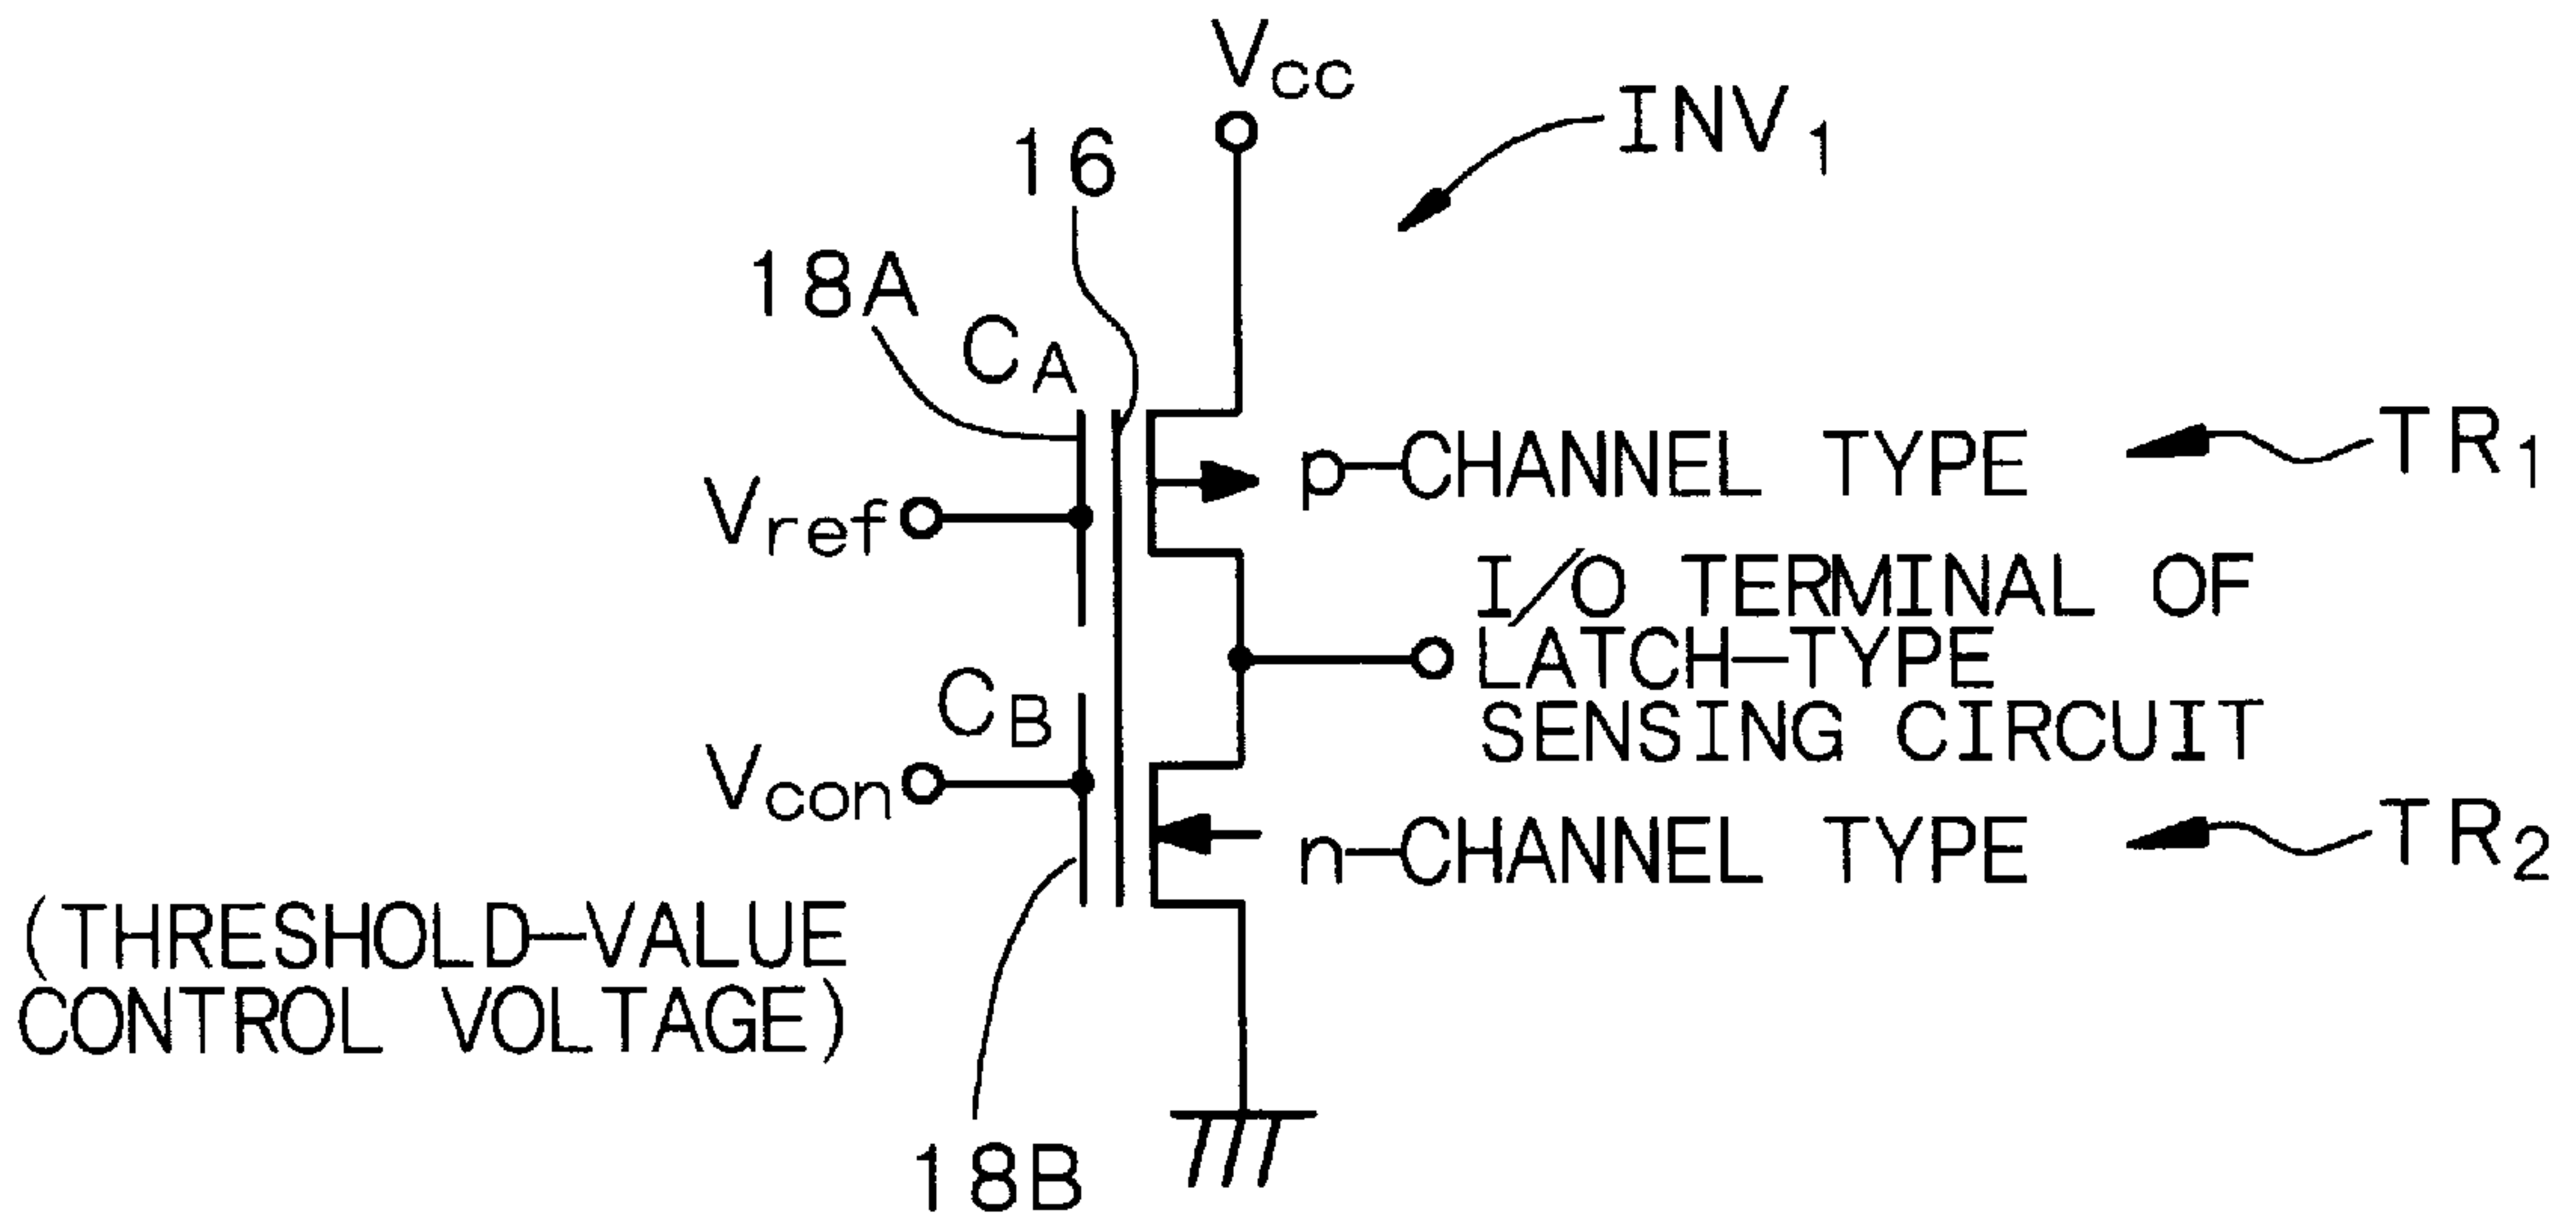 Vcc
INV1
16
18A
CA
p-CHANNEL TYPE
TR1
Vref
I/O TERMINAL OF
LATCH-TYPE
SENSING CIRCUIT
CB
Vcon
n-CHANNEL TYPE
TR2
(THRESHOLD-VALUE
CONTROL VOLTAGE)
18B